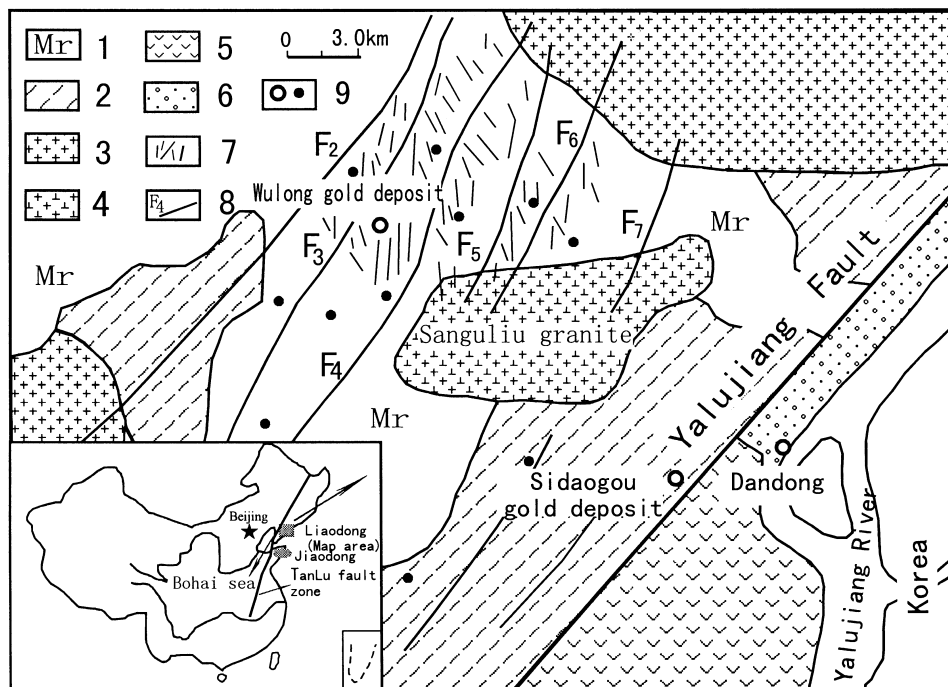 Mr 1
2
3
4
5
6
7
F4 8
9
0 3.0km
F2
Wulong gold deposit
F3
F4
F5
F6
F7
Mr
Mr
Mr
Sanguliu granite
Yalujiang Fault
Sidaogou
gold deposit
Dandong
Yalujiang River
Korea
Beijing
Liaodong
(Map area)
Jiaodong
Bohai sea
TanLu fault
zone